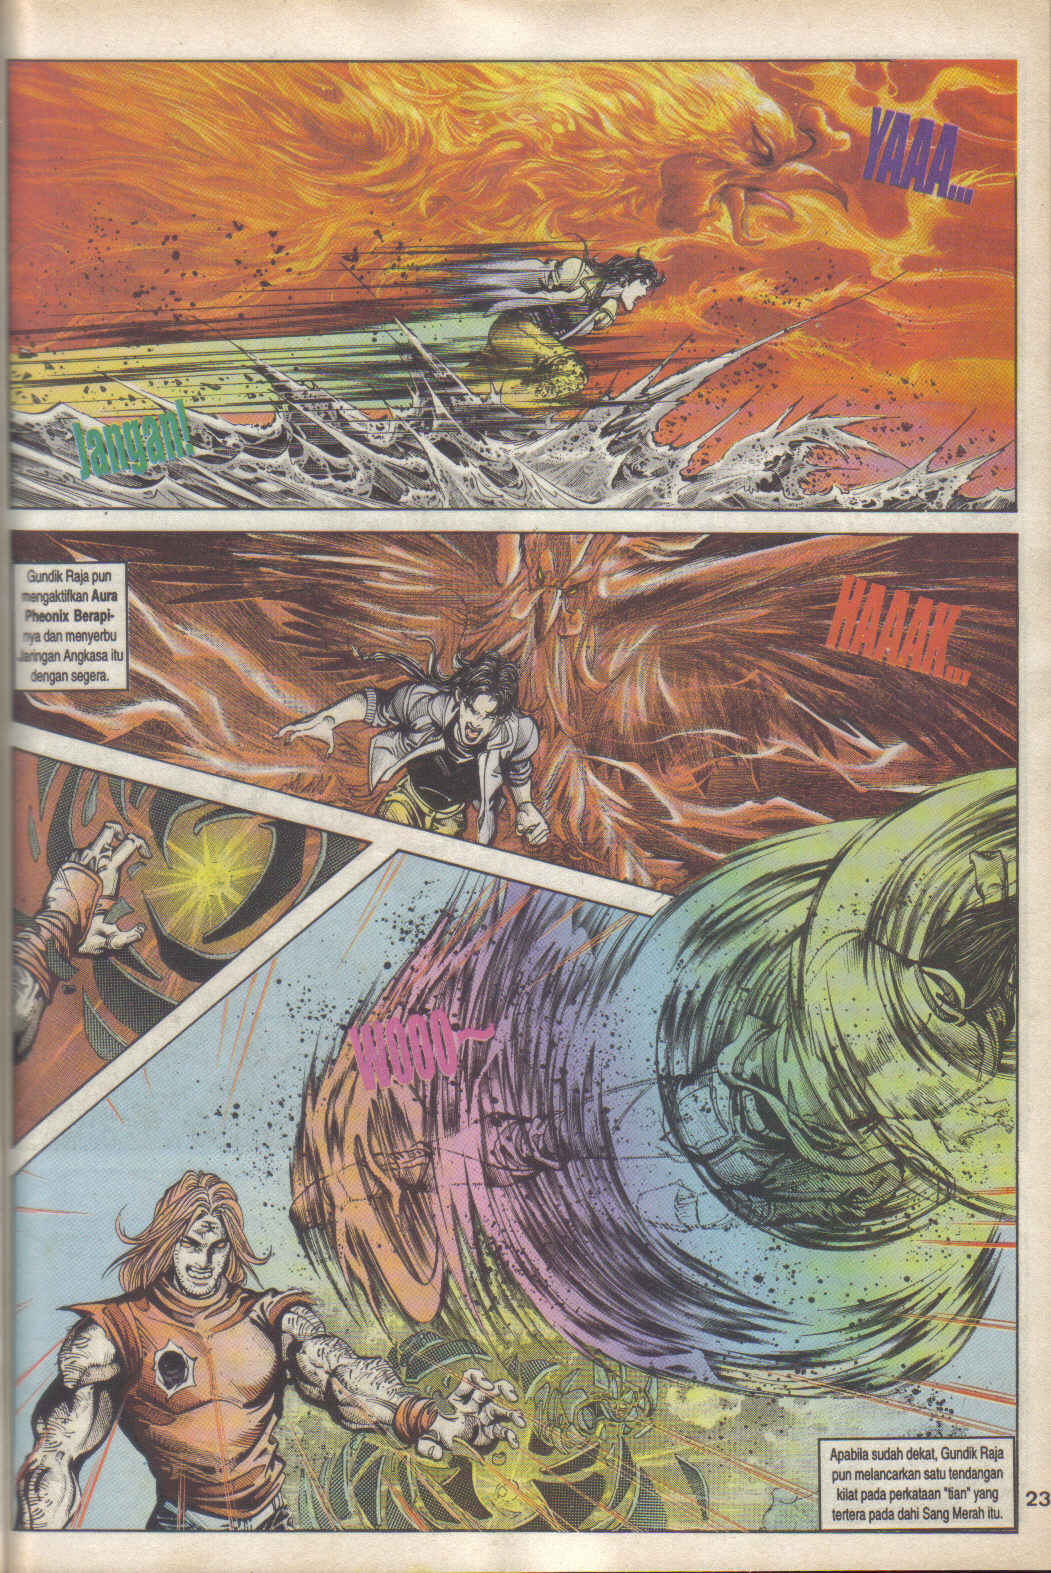 YAAA...
Jangan!
Gundik Raja pun
mengaktifkan Aura
Pheonix Berapi-
nya dan menyerbu
Jaringan Angkasa itu
dengan segera.
HAAAK...
WOOO~
Apabila sudah dekat, Gundik Raja
pun melancarkan satu tendangan
kilat pada perkataan "tian" yang
tertera pada dahi Sang Merah itu.
23